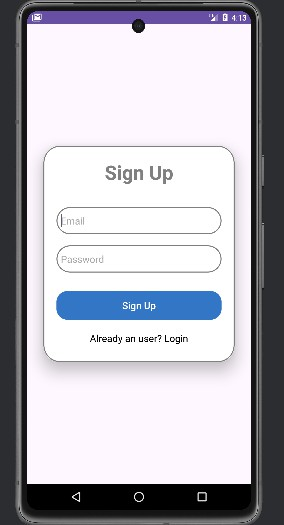 4:13
Sign Up
Email
Password
Sign Up
Already an user? Login